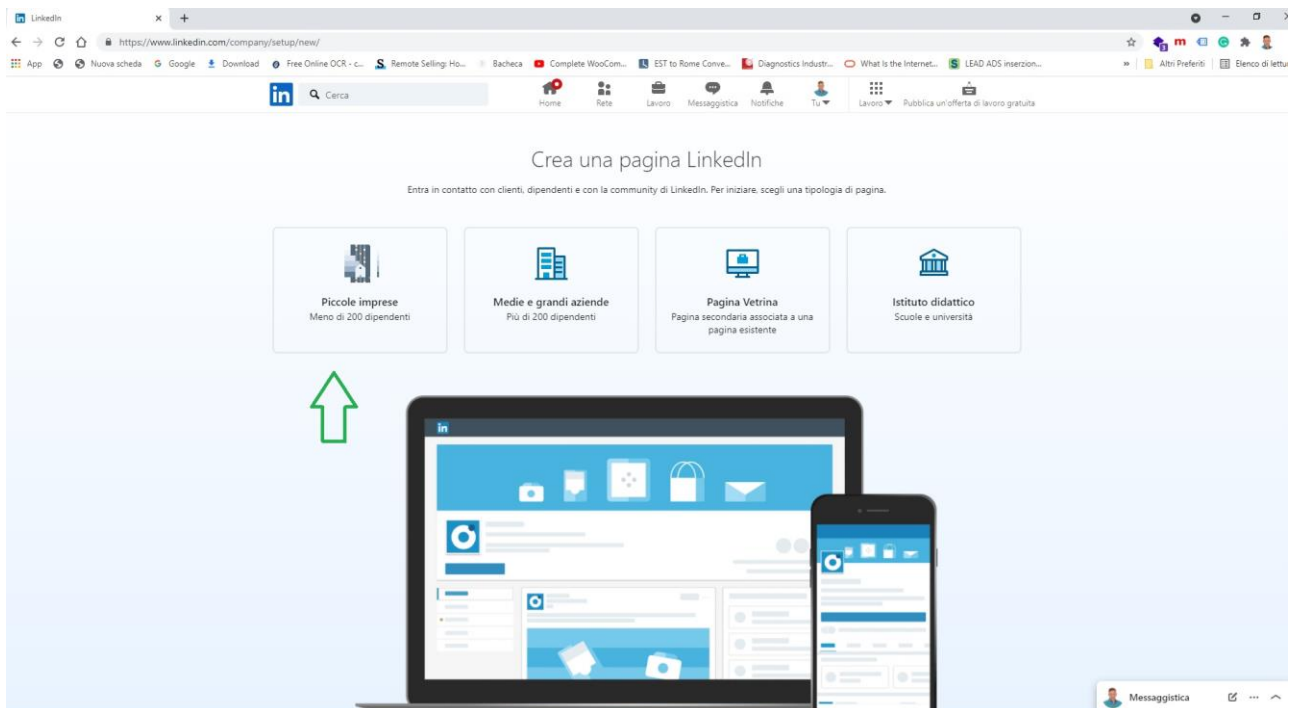 LinkedIn
https://www.linkedin.com/company/setup/new/
App Nuova scheda Google Download Free Online OCR - c... Remote Selling: Ho... Bacheca Complete WooCom... EST to Rome Conve... Diagnostics Industr... What Is the Internet... LEAD ADS inserzion... » Altri Preferiti Elenco di lettu
in Cerca Home Rete Lavoro Messaggistica Notifiche Tu Lavoro Pubblica un'offerta di lavoro gratuita
Crea una pagina LinkedIn
Entra in contatto con clienti, dipendenti e con la community di LinkedIn. Per iniziare, scegli una tipologia di pagina.
Piccole imprese
Meno di 200 dipendenti
Medie e grandi aziende
Più di 200 dipendenti
Pagina Vetrina
Pagina secondaria associata a una
pagina esistente
Istituto didattico
Scuole e università
in
Messaggistica